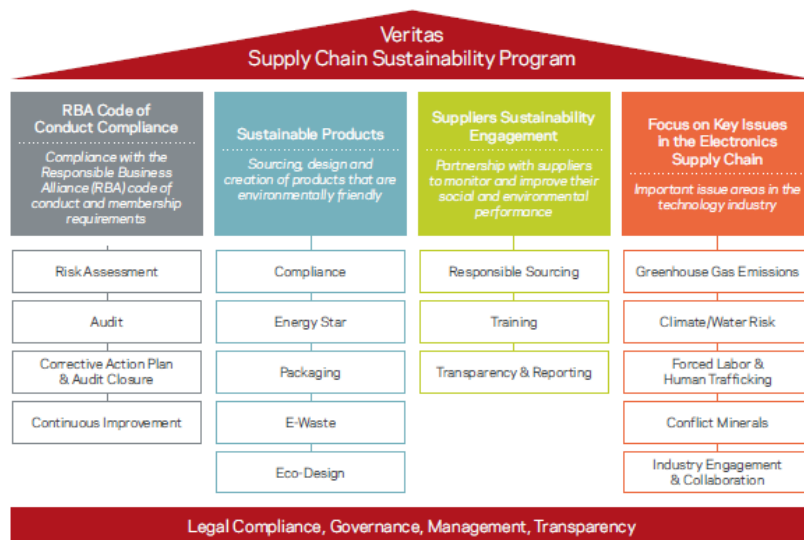 Veritas
Supply Chain Sustainability Program
RBA Code of
Conduct Compliance
Compliance with the
Responsible Business
Alliance (RBA) code of
conduct and membership
requirements
Risk Assessment
Audit
Corrective Action Plan
& Audit Closure
Continuous Improvement
Sustainable Products
Sourcing, design and
creation of products that are
environmentally friendly
Compliance
Energy Star
Packaging
E-Waste
Eco-Design
Suppliers Sustainability
Engagement
Partnership with suppliers
to monitor and improve their
social and environmental
performance
Responsible Sourcing
Training
Transparency & Reporting
Focus on Key Issues
in the Electronics
Supply Chain
Important issue areas in the
technology industry
Greenhouse Gas Emissions
Climate/Water Risk
Forced Labor &
Human Trafficking
Conflict Minerals
Industry Engagement
& Collaboration
Legal Compliance, Governance, Management, Transparency